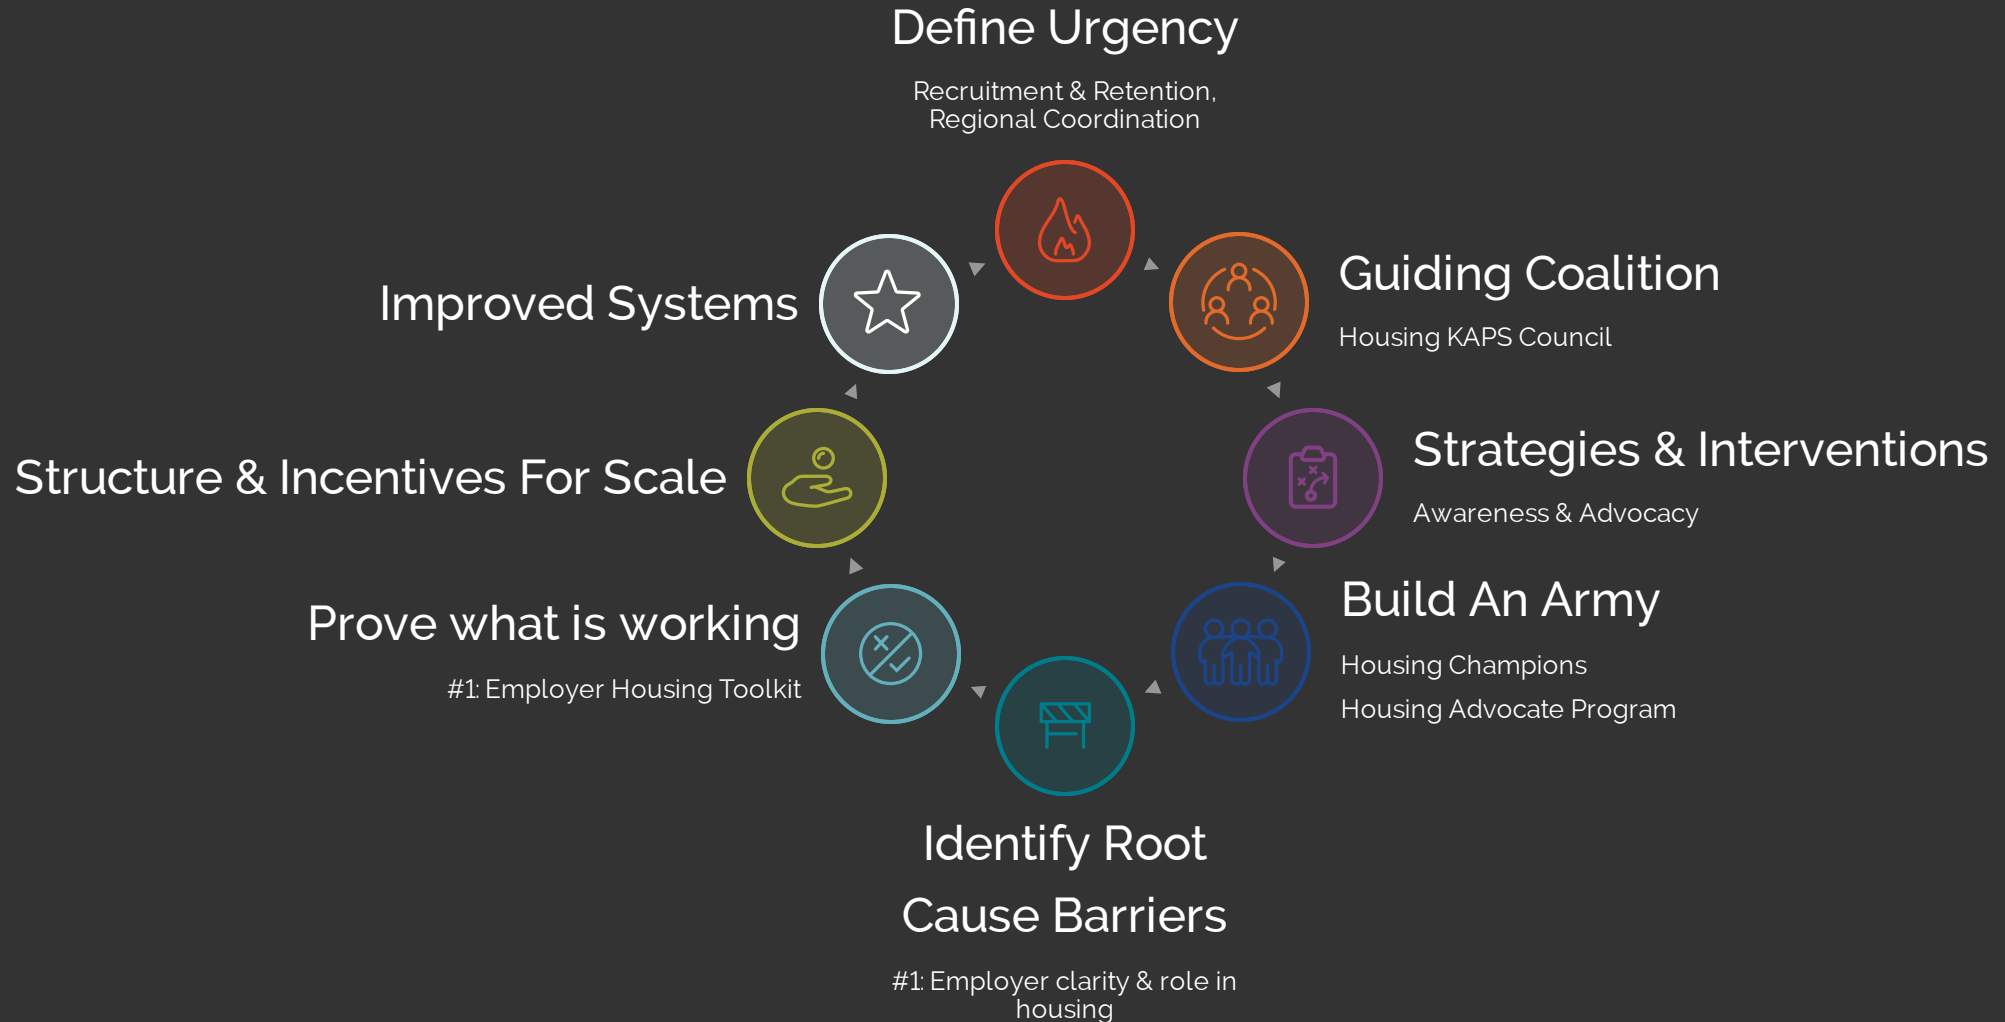 Define Urgency
Recruitment & Retention,
Regional Coordination
Guiding Coalition
Housing KAPS Council
Strategies & Interventions
Awareness & Advocacy
Build An Army
Housing Champions
Housing Advocate Program
Identify Root
Cause Barriers
#1: Employer clarity & role in
housing
Prove what is working
#1: Employer Housing Toolkit
Structure & Incentives For Scale
Improved Systems